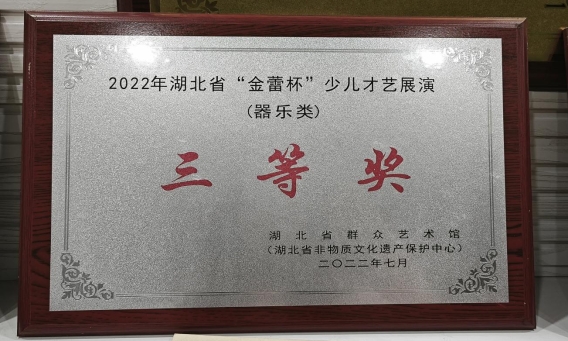 2022年湖北省“金蕾杯”少儿才艺展演
(器乐类)
三等奖
湖北省群众艺术馆
(湖北省非物质文化遗产保护中心)
二〇二二年七月